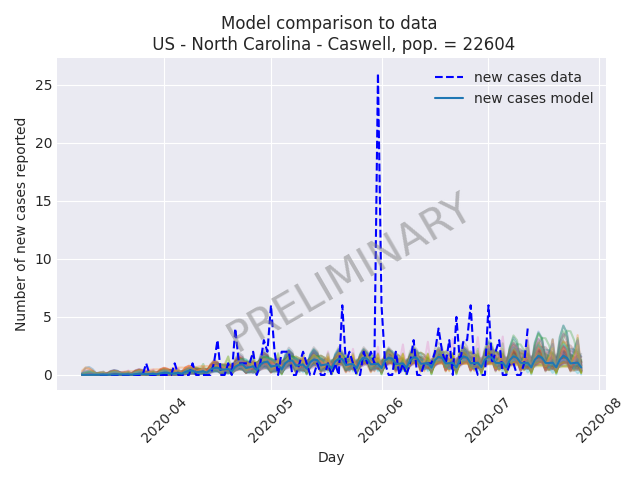 Model comparison to data
US - North Carolina - Caswell, pop. = 22604
new cases data
new cases model
Number of new cases reported
25
20
15
10
5
0
PRELIMINARY
2020-04
2020-05
2020-06
2020-07
2020-08
Day